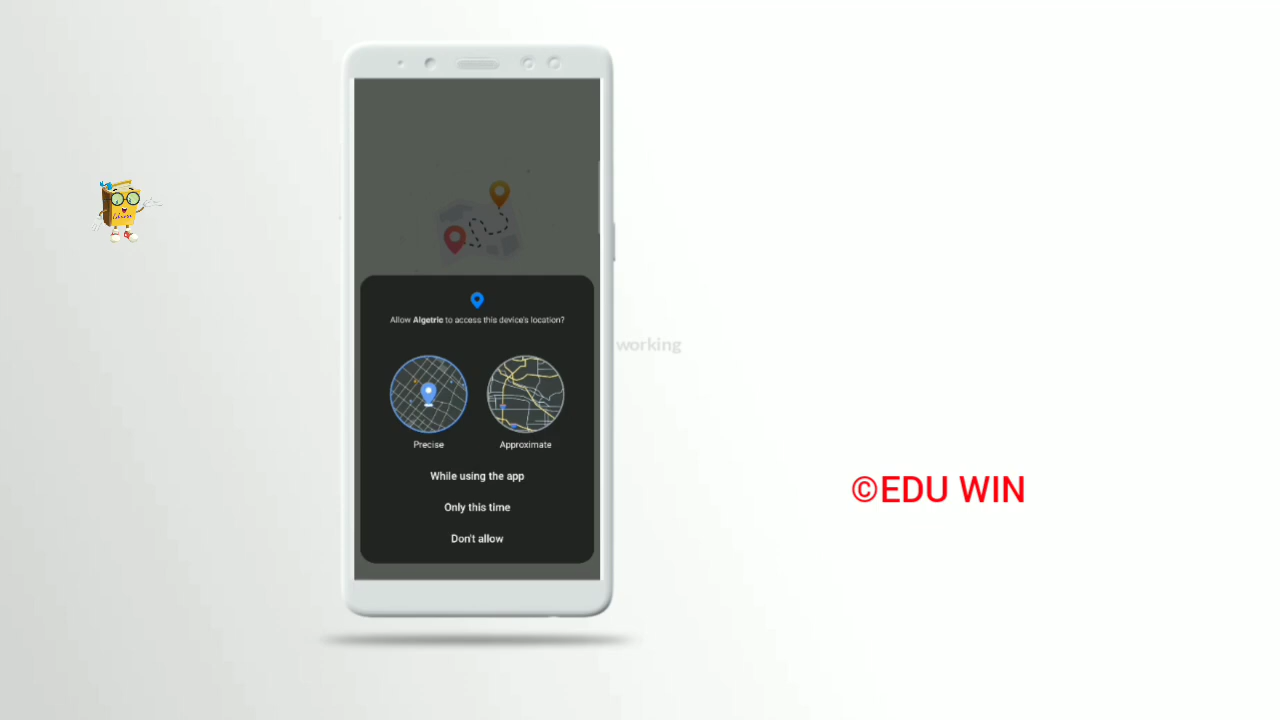 Allow Algetric to access this device's location?
working
Precise
Approximate
While using the app
Only this time
Don't allow
©EDU WIN